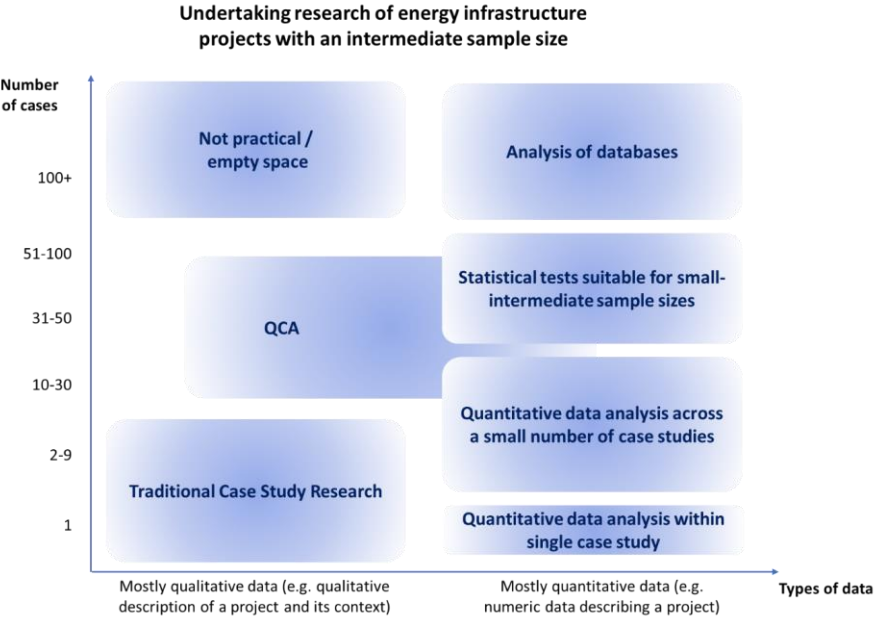 Undertaking research of energy infrastructure
projects with an intermediate sample size
Number
of cases
Not practical /
empty space
Analysis of databases
100+
51-100
Statistical tests suitable for small-
intermediate sample sizes
31-50
QCA
10-30
Quantitative data analysis across
a small number of case studies
2-9
Traditional Case Study Research
1
Quantitative data analysis within
single case study
Mostly qualitative data (e.g. qualitative
description of a project and its context)
Mostly quantitative data (e.g.
numeric data describing a project)
Types of data